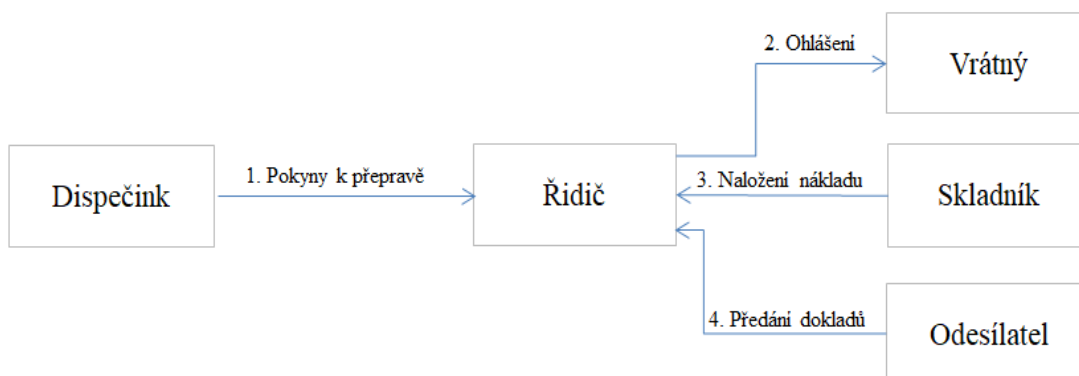 2. Ohlášení
Vrátný
Dispečink
1. Pokyny k přepravě
Řidič
3. Naložení nákladu
Skladník
4. Předání dokladů
Odesílatel